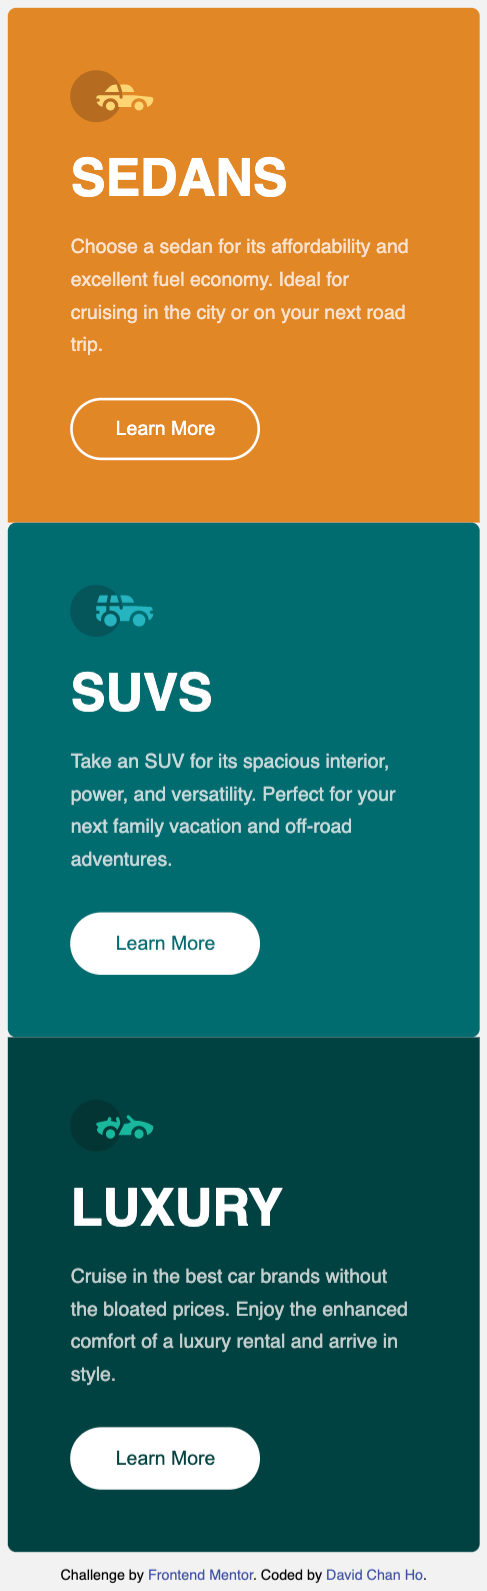 SEDANS
Choose a sedan for its affordability and
excellent fuel economy. Ideal for
cruising in the city or on your next road
trip.
Learn More
SUVS
Take an SUV for its spacious interior,
power, and versatility. Perfect for your
next family vacation and off-road
adventures.
Learn More
LUXURY
Cruise in the best car brands without
the bloated prices. Enjoy the enhanced
comfort of a luxury rental and arrive in
style.
Learn More
Challenge by Frontend Mentor. Coded by David Chan Ho.